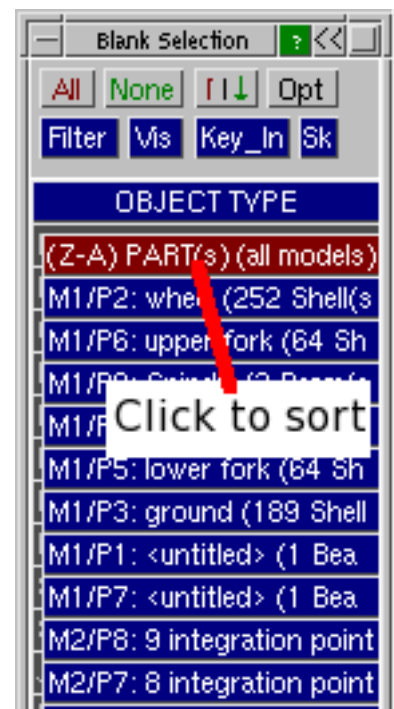 Blank Selection ? <<
All None ↓ Opt
Filter Vis Key_In Sk
OBJECT TYPE
(Z-A) PART(s) (all models)
M1/P2: (252 Shell(s
M1/P6: upper fork (64 Sh
Click to sort
M1/P5: lower fork (64 Sh
M1/P3: ground (189 Shell
M1/P1: <untitled> (1 Bea
M1/P7: <untitled> (1 Bea
M2/P8: 9 integration point
M2/P7: 8 integration point